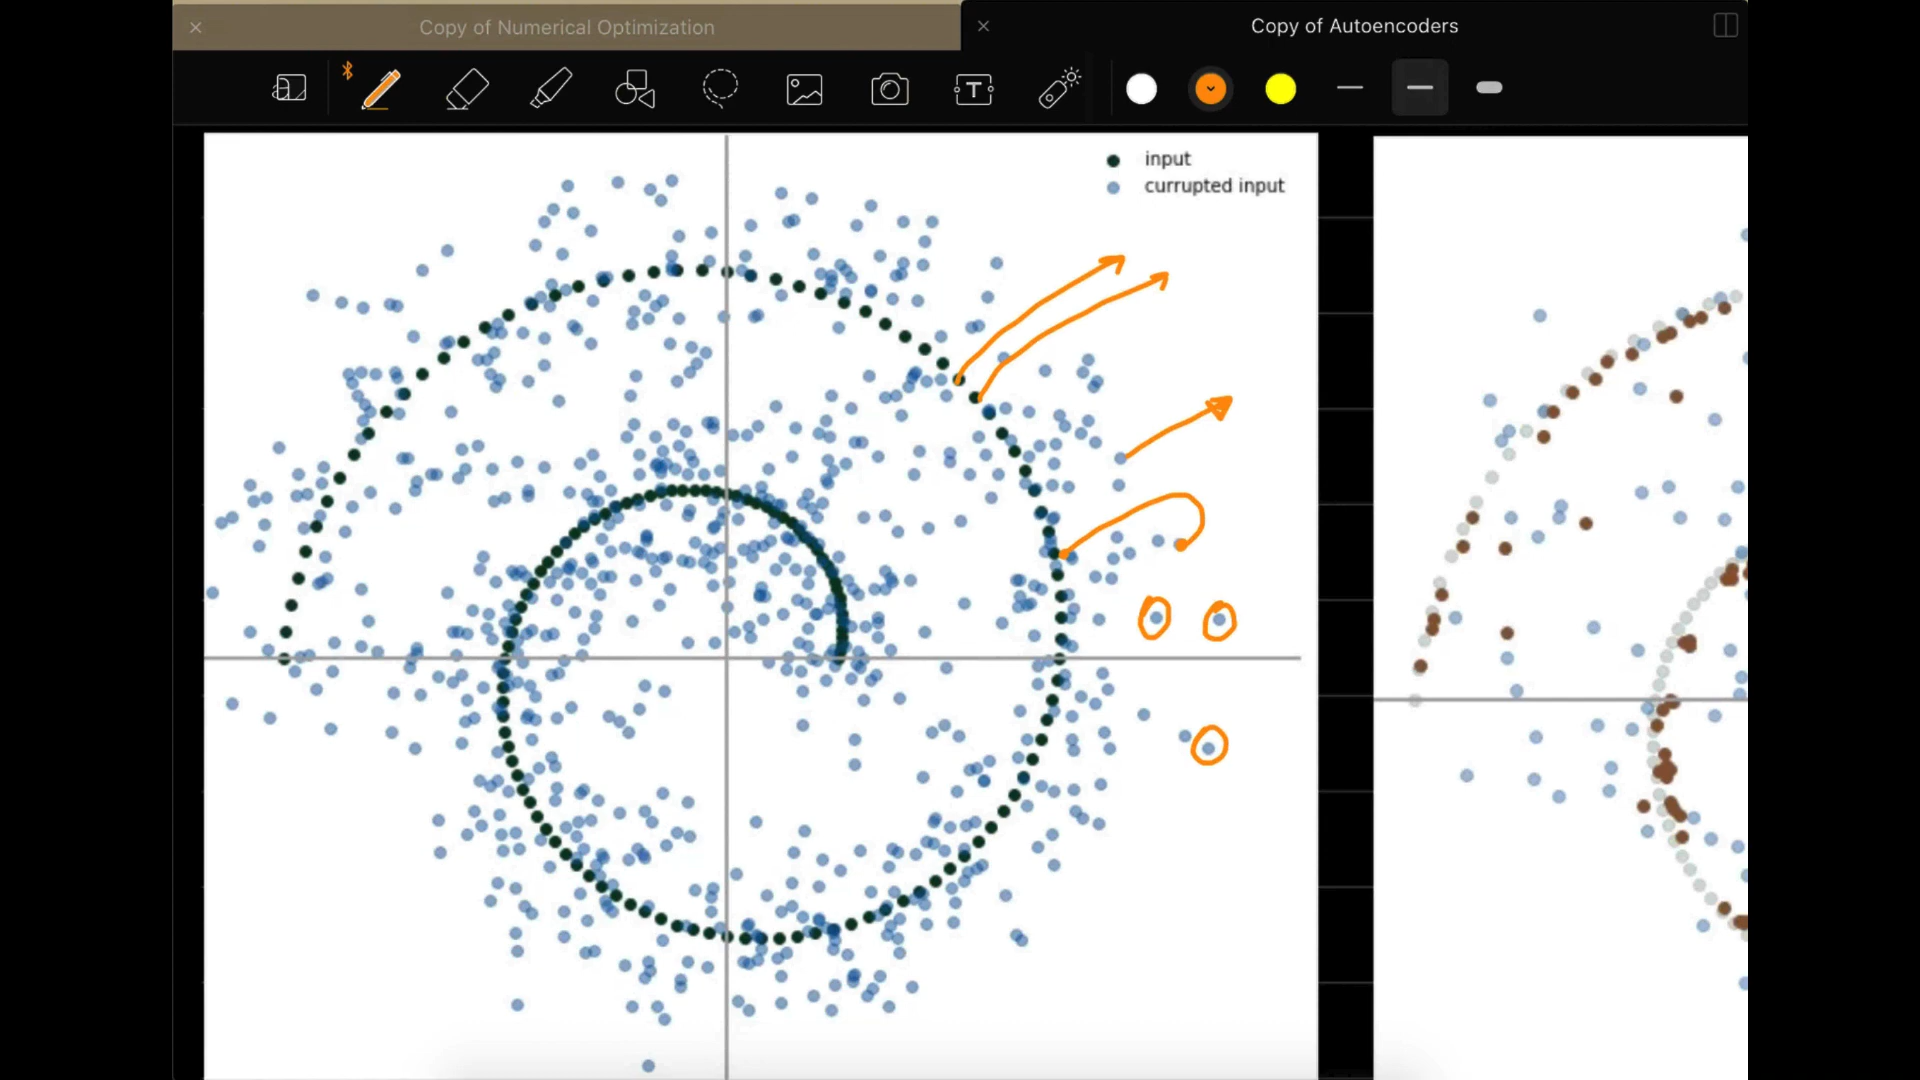 Copy of Numerical Optimization
Copy of Autoencoders
input
currupted input